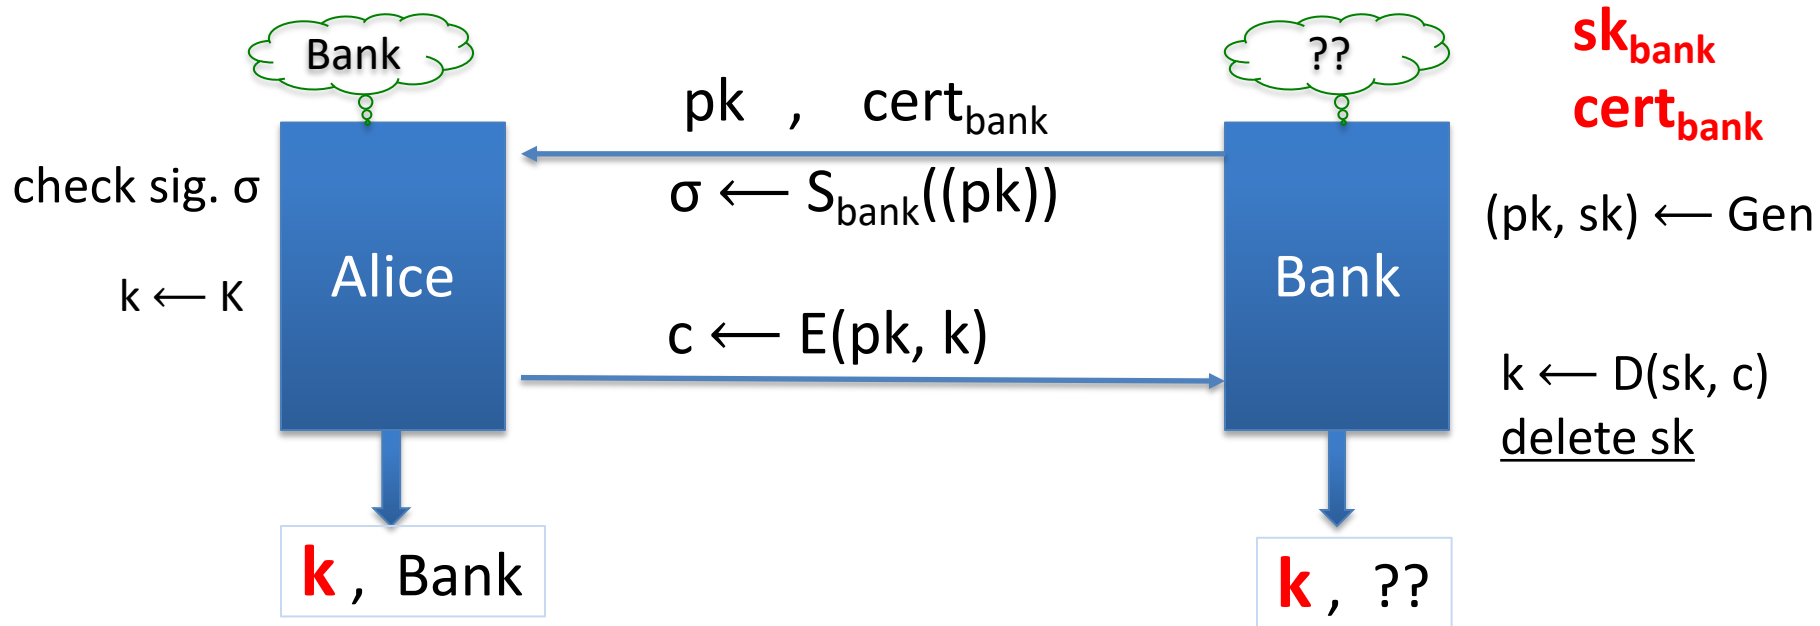 Bank
??
sk_bank
cert_bank
pk , cert_bank
check sig. σ
σ ⟵ S_bank((pk))
(pk, sk) ⟵ Gen
Alice
Bank
k ⟵ K
c ⟵ E(pk, k)
k ⟵ D(sk, c)
delete sk
k , Bank
k , ??